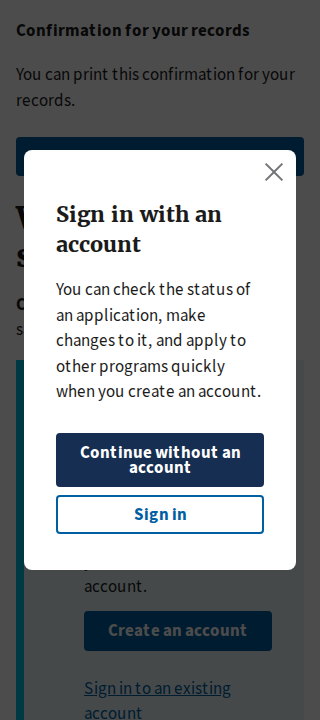 Confirmation for your records
You can print this confirmation for your
records.
Sign in with an
account
You can check the status of
an application, make
changes to it, and apply to
other programs quickly
when you create an account.
Continue without an
account
Sign in
account.
Create an account
Sign in to an existing
account